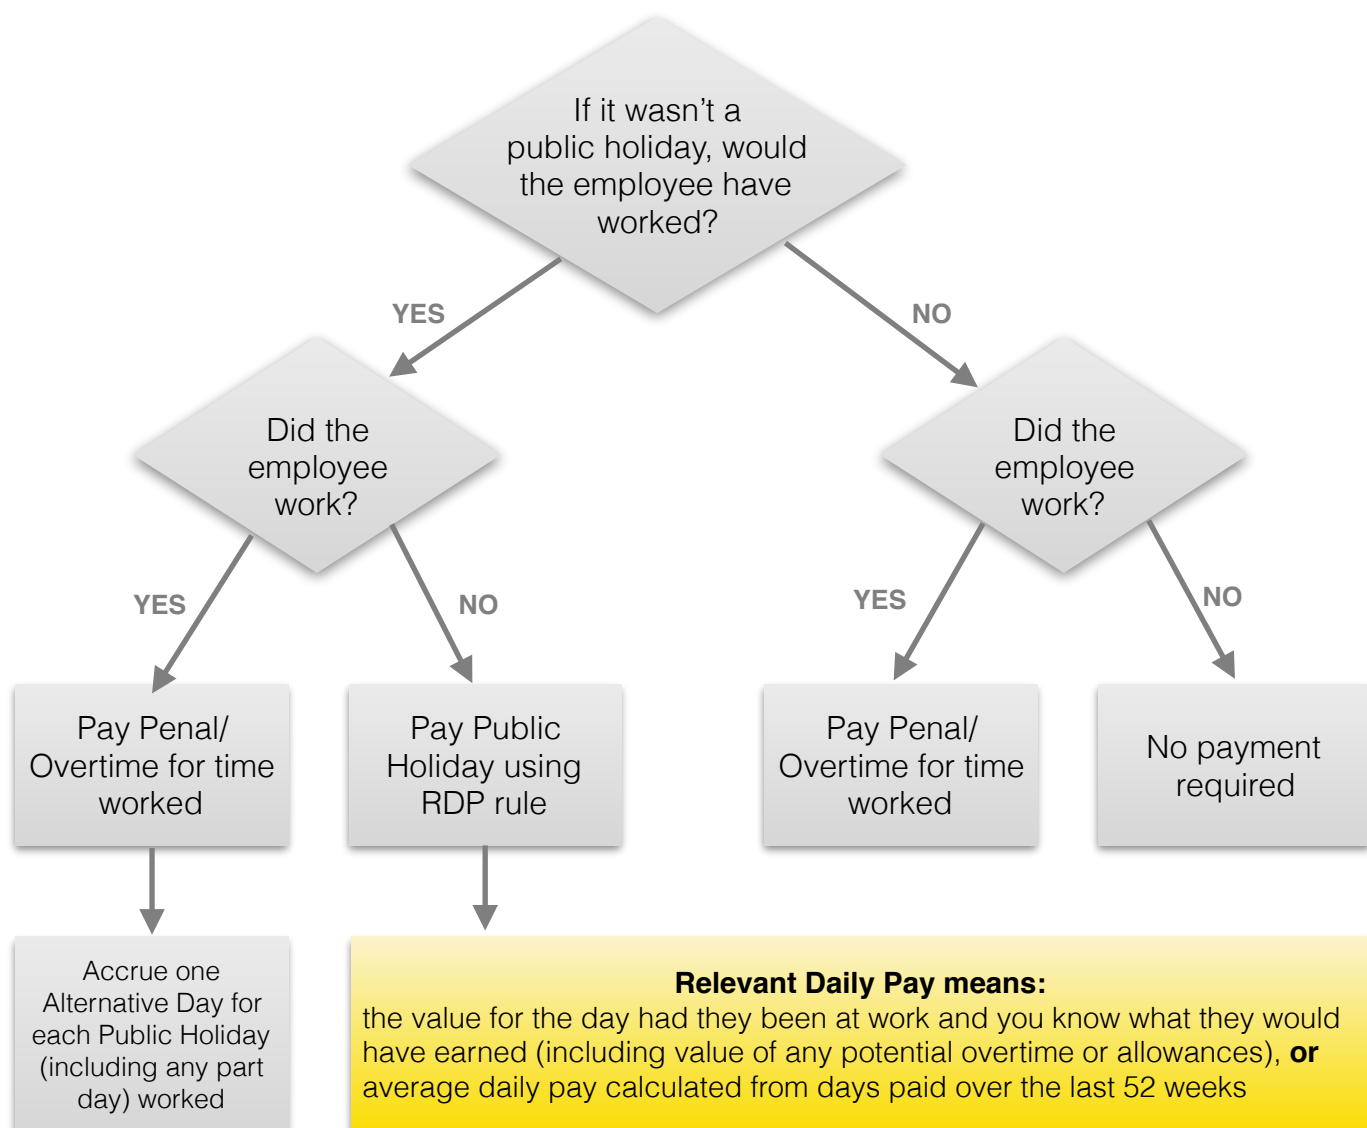 If it wasn't a
public holiday, would
the employee have
worked?
YES
NO
Did the
employee
work?
Did the
employee
work?
YES
NO
YES
NO
Pay Penal/
Overtime for time
worked
Pay Public
Holiday using
RDP rule
Pay Penal/
Overtime for time
worked
No payment
required
Accrue one
Alternative Day for
each Public Holiday
(including any part
day) worked
Relevant Daily Pay means:
the value for the day had they been at work and you know what they would
have earned (including value of any potential overtime or allowances), or
average daily pay calculated from days paid over the last 52 weeks